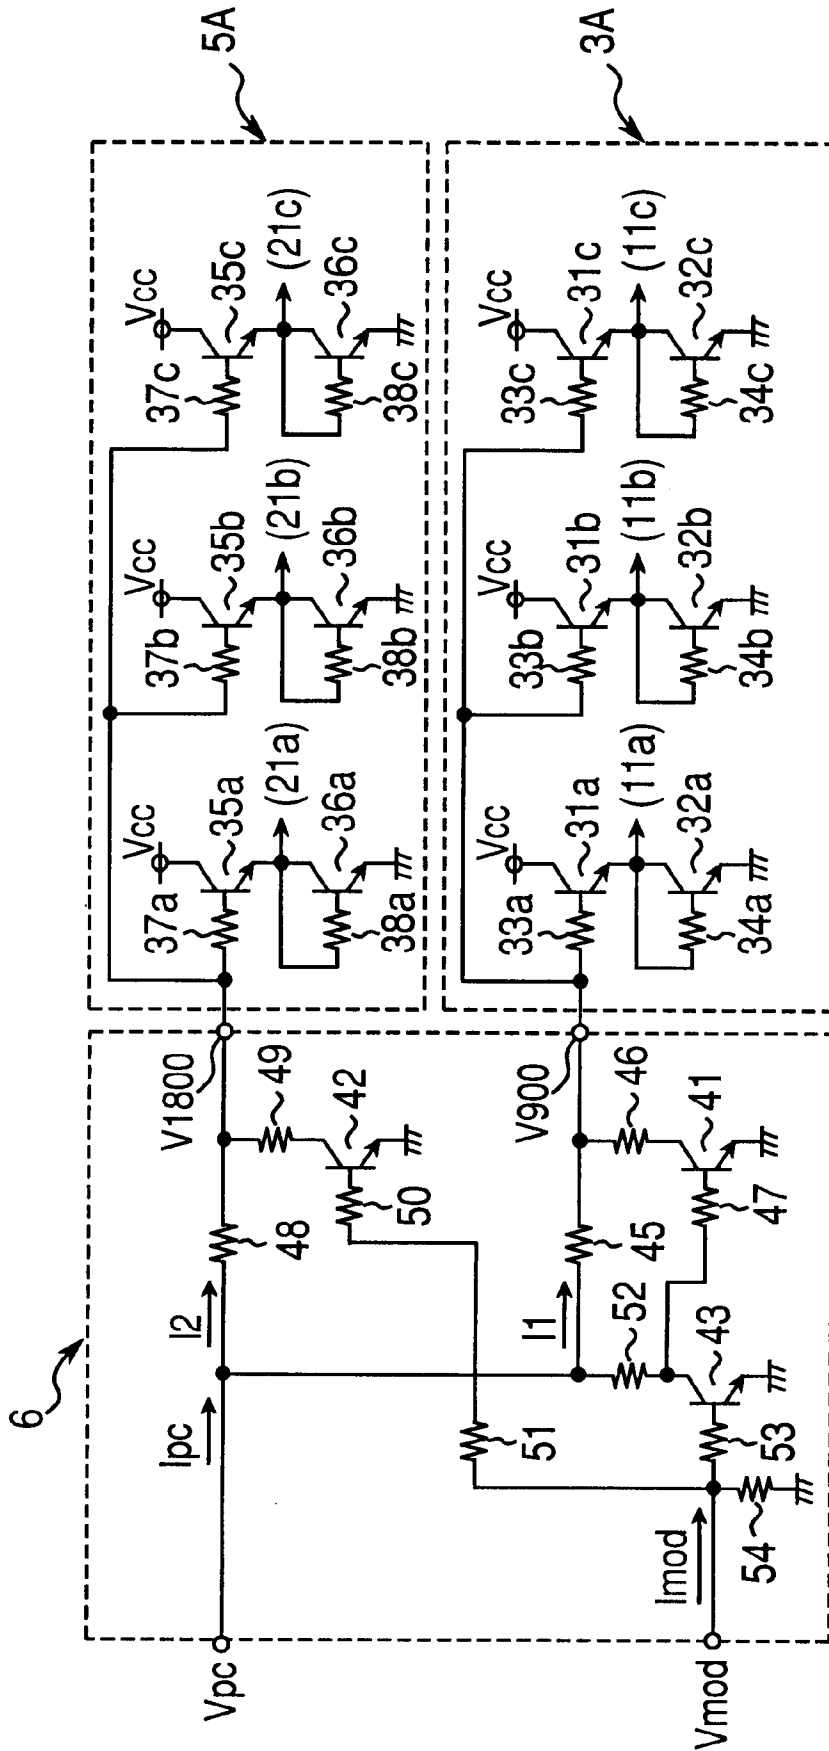 6
5A
3A
Vpc
Ipc
I2
48
V1800
49
42
50
51
Vmod
Imod
54
53
43
52
I1
45
V900
46
41
47
Vcc
37a
35a
(21a)
36a
38a
Vcc
37b
35b
(21b)
36b
38b
Vcc
37c
35c
(21c)
36c
38c
Vcc
33a
31a
(11a)
32a
34a
Vcc
33b
31b
(11b)
32b
34b
Vcc
33c
31c
(11c)
32c
34c